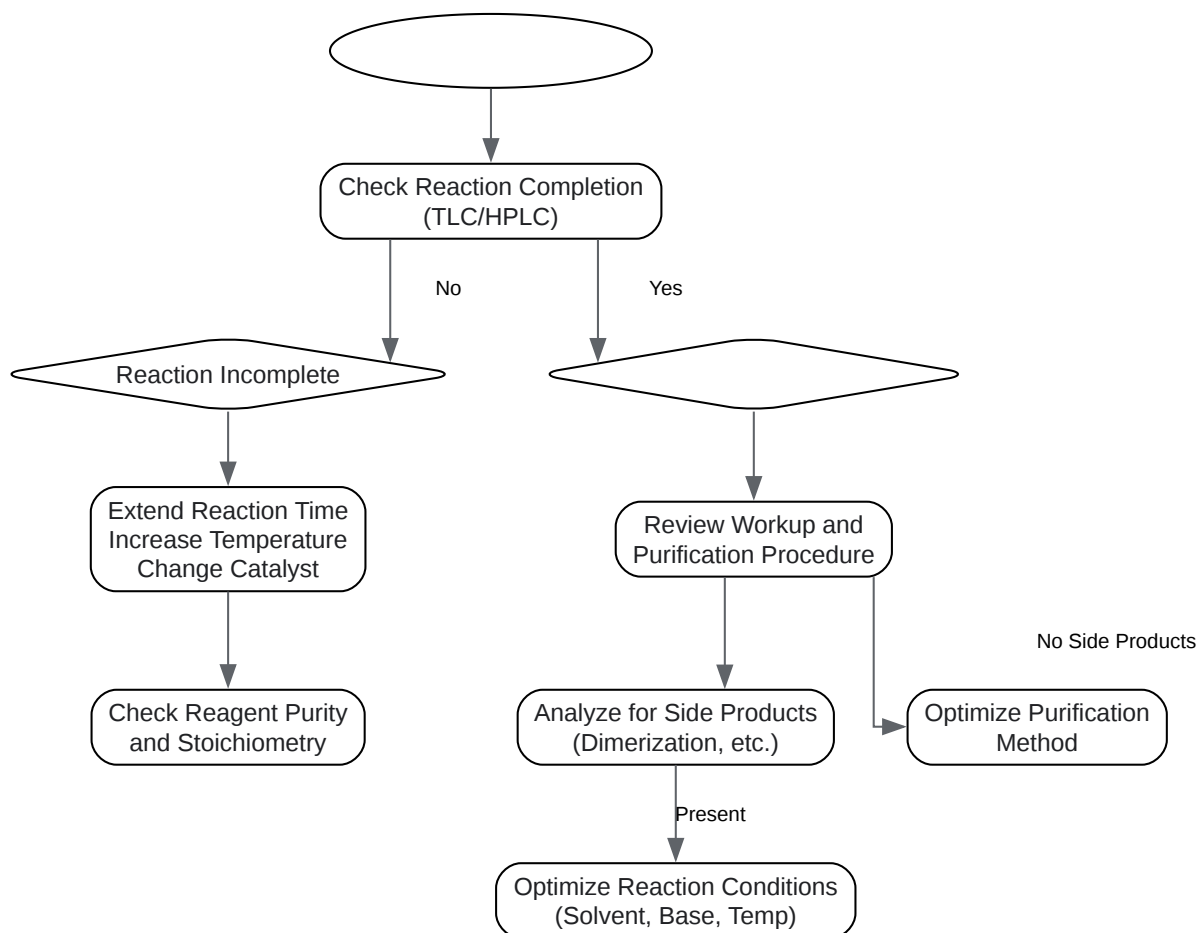 Check Reaction Completion
(TLC/HPLC)
No
Yes
Reaction Incomplete
Extend Reaction Time
Increase Temperature
Change Catalyst
Review Workup and
Purification Procedure
No Side Products
Check Reagent Purity
and Stoichiometry
Analyze for Side Products
(Dimerization, etc.)
Optimize Purification
Method
Present
Optimize Reaction Conditions
(Solvent, Base, Temp)